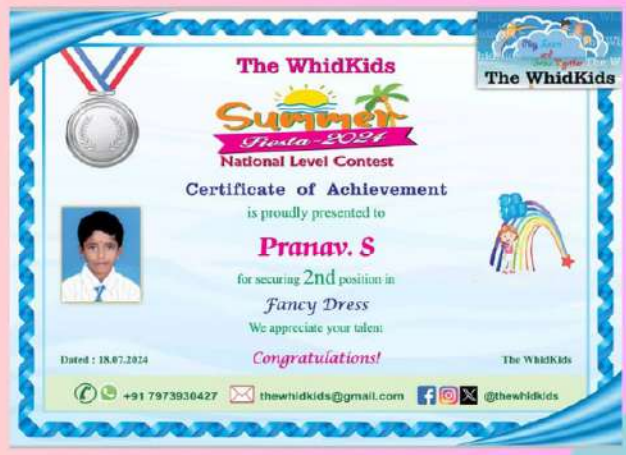 The WhidKids
The WhidKids
Summer
Fiesta-2024
National Level Contest
Certificate of Achievement
is proudly presented to
Pranav. S
for securing 2nd position in
Fancy Dress
We appreciate your talent
Dated : 18.07.2024
Congratulations!
The WhidKids
+91 7973930427
thewhidkids@gmail.com
@thewhidkids